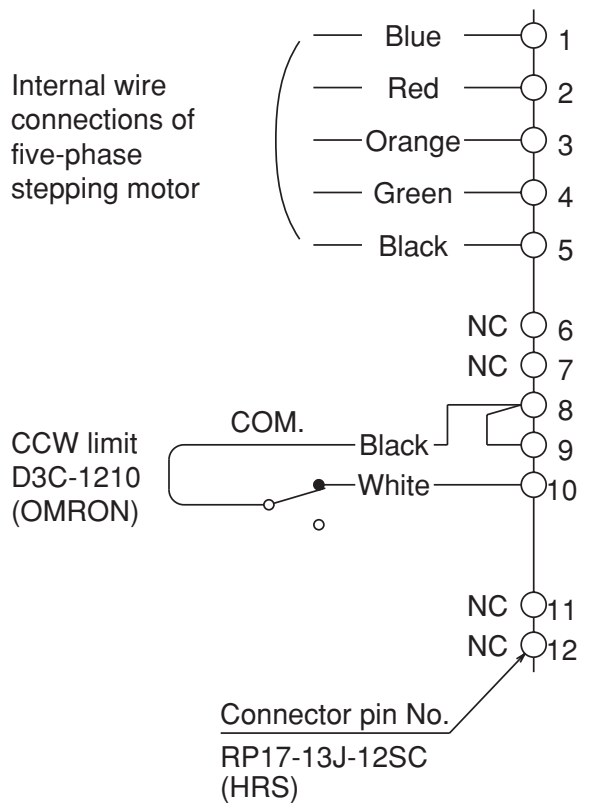 Internal wire
connections of
five-phase
stepping motor
Blue 1
Red 2
Orange 3
Green 4
Black 5
NC 6
NC 7
8
COM.
CCW limit
D3C-1210
(OMRON)
Black 9
White 10
NC 11
NC 12
Connector pin No.
RP17-13J-12SC
(HRS)